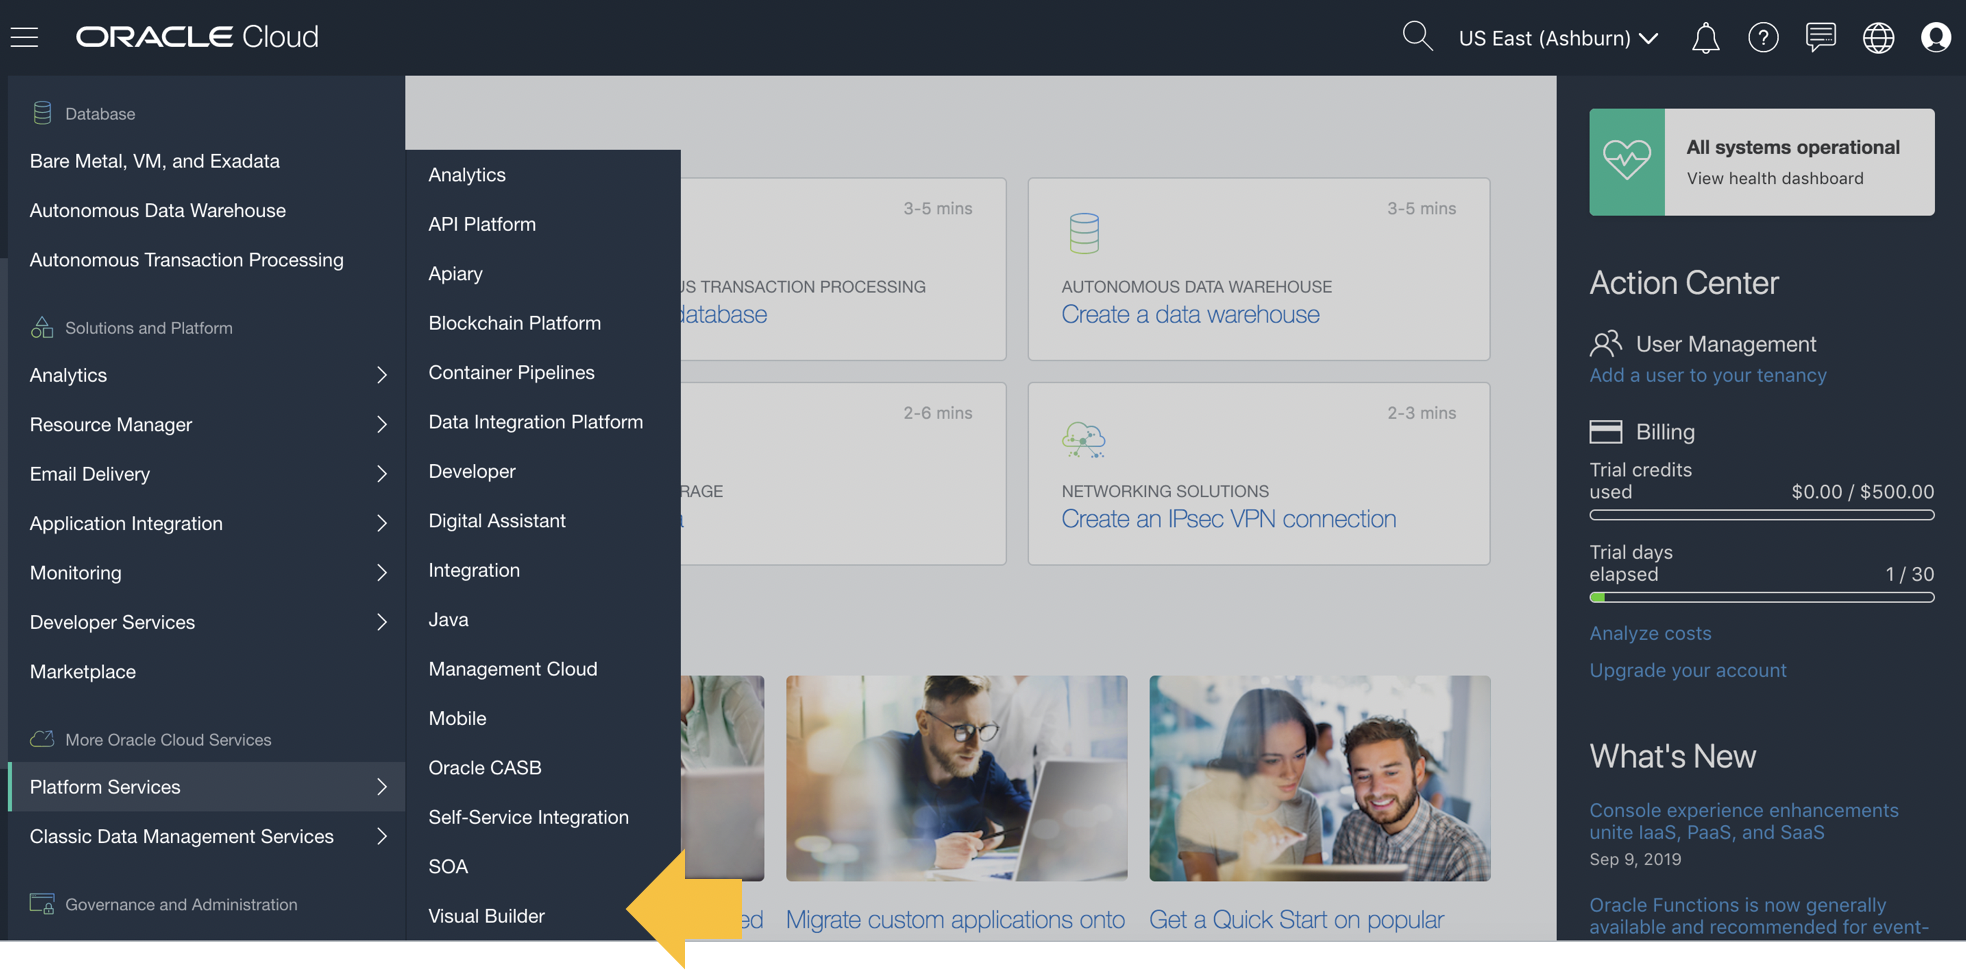 ORACLE Cloud
US East (Ashburn)
Database
Bare Metal, VM, and Exadata
Autonomous Data Warehouse
Autonomous Transaction Processing
Solutions and Platform
Analytics
Resource Manager
Email Delivery
Application Integration
Monitoring
Developer Services
Marketplace
More Oracle Cloud Services
Platform Services
Classic Data Management Services
Governance and Administration
Analytics
API Platform
Apiary
Blockchain Platform
Container Pipelines
Data Integration Platform
Developer
Digital Assistant
Integration
Java
Management Cloud
Mobile
Oracle CASB
Self-Service Integration
SOA
Visual Builder
3-5 mins
US TRANSACTION PROCESSING
database
3-5 mins
AUTONOMOUS DATA WAREHOUSE
Create a data warehouse
2-6 mins
RAGE
a
2-3 mins
NETWORKING SOLUTIONS
Create an IPsec VPN connection
ed
Migrate custom applications onto
Get a Quick Start on popular
All systems operational
View health dashboard
Action Center
User Management
Add a user to your tenancy
Billing
Trial credits
used $0.00 / $500.00
Trial days
elapsed 1 / 30
Analyze costs
Upgrade your account
What's New
Console experience enhancements
unite IaaS, PaaS, and SaaS
Sep 9, 2019
Oracle Functions is now generally
available and recommended for event-